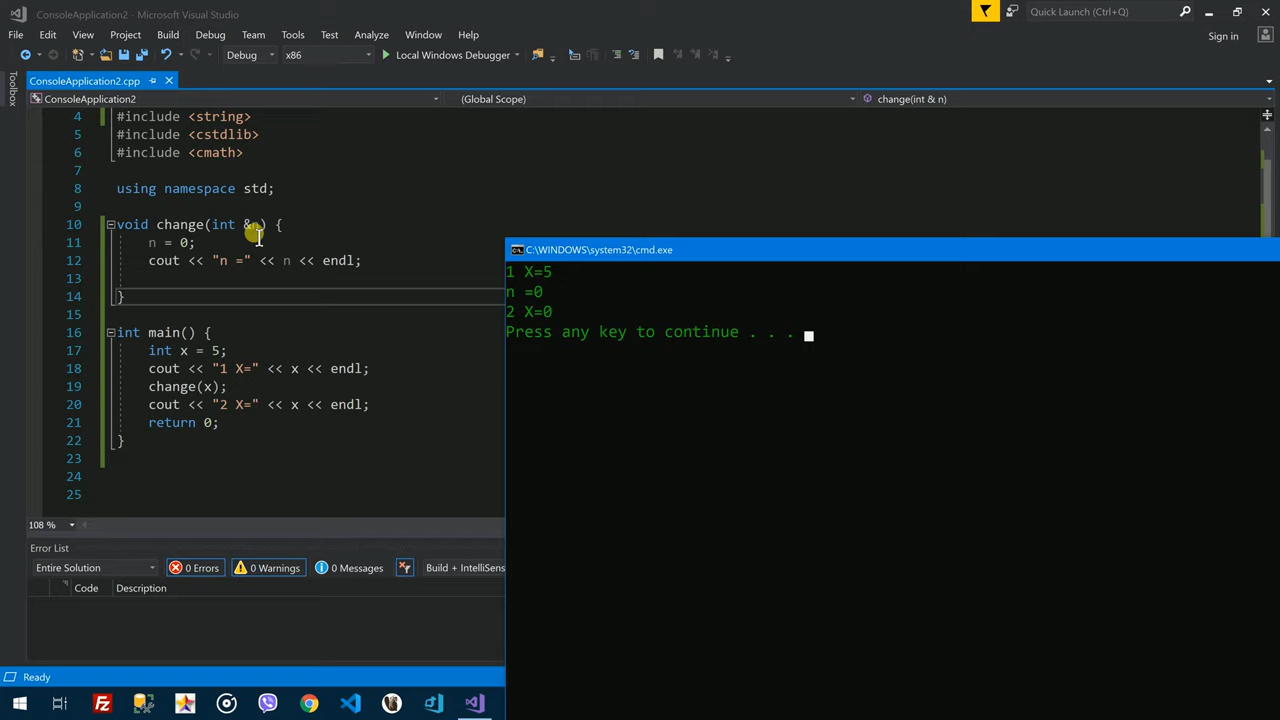 ConsoleApplication2 - Microsoft Visual Studio
Quick Launch (Ctrl+Q)
File Edit View Project Build Debug Team Tools Test Analyze Window Help
Sign in
Debug x86 Local Windows Debugger
Toolbox
ConsoleApplication2.cpp
ConsoleApplication2 (Global Scope) change(int & n)
4 #include <string>
5 #include <cstdlib>
6 #include <cmath>
7
8 using namespace std;
9
10 void change(int &n) {
11 n = 0;
12 cout << "n =" << n << endl;
13
14 }
15
16 int main() {
17 int x = 5;
18 cout << "1 X=" << x << endl;
19 change(x);
20 cout << "2 X=" << x << endl;
21 return 0;
22 }
23
24
25
108 %
Error List
Entire Solution 0 Errors 0 Warnings 0 Messages Build + IntelliSens
Code Description
Ready
C:\WINDOWS\system32\cmd.exe
1 X=5
n =0
2 X=0
Press any key to continue . . .